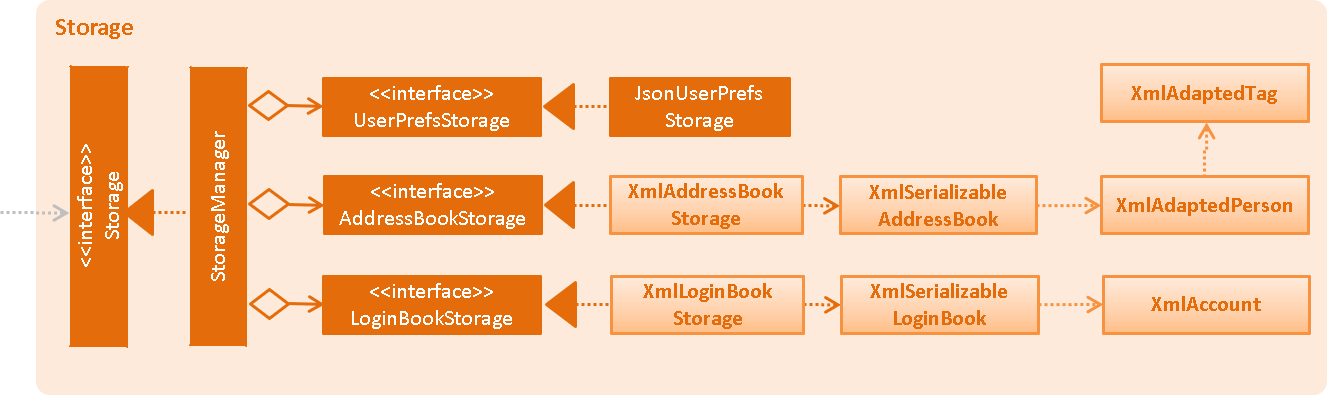 Storage
<<interface>>
Storage
StorageManager
<<interface>>
UserPrefsStorage
JsonUserPrefs
Storage
<<interface>>
AddressBookStorage
XmlAddressBook
Storage
XmlSerializable
AddressBook
XmlAdaptedPerson
XmlAdaptedTag
<<interface>>
LoginBookStorage
XmlLoginBook
Storage
XmlSerializable
LoginBook
XmlAccount